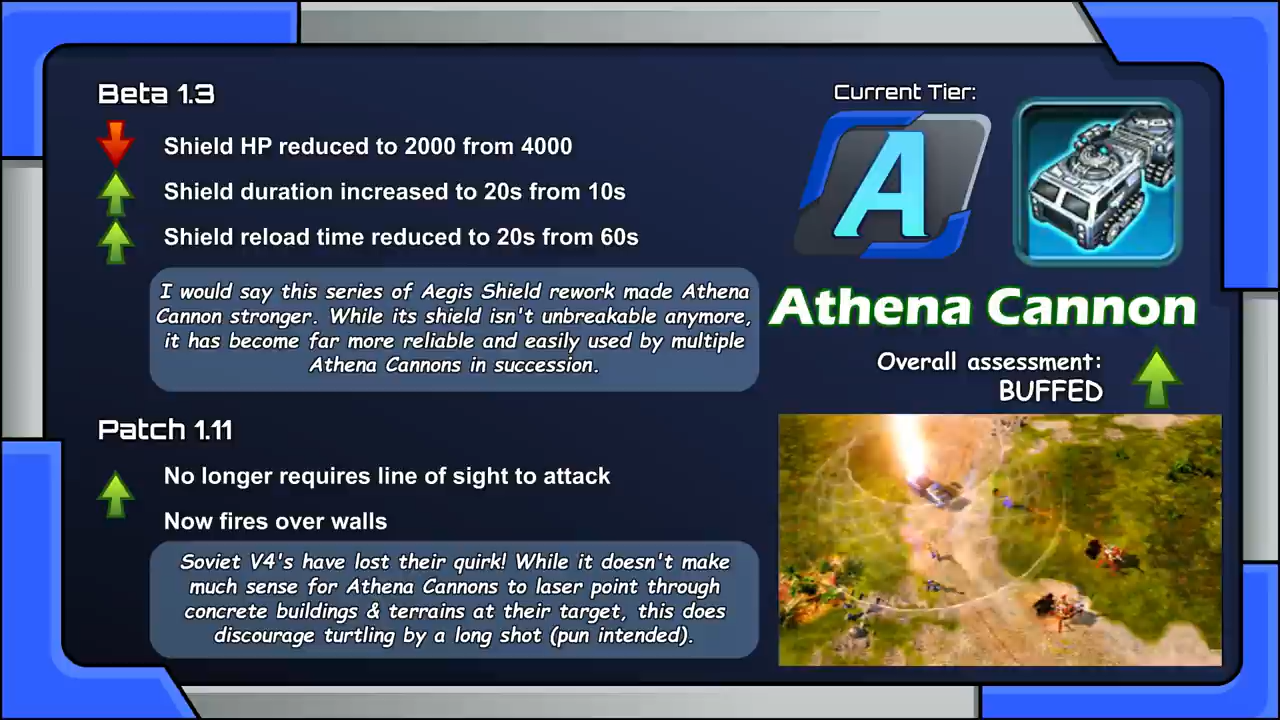 Beta 1.3
Shield HP reduced to 2000 from 4000
Shield duration increased to 20s from 10s
Shield reload time reduced to 20s from 60s
I would say this series of Aegis Shield rework made Athena
Cannon stronger. While its shield isn't unbreakable anymore,
it has become far more reliable and easily used by multiple
Athena Cannons in succession.
Patch 1.11
No longer requires line of sight to attack
Now fires over walls
Soviet V4's have lost their quirk! While it doesn't make
much sense for Athena Cannons to laser point through
concrete buildings & terrains at their target, this does
discourage turtling by a long shot (pun intended).
Current Tier:
A
Athena Cannon
Overall assessment:
BUFFED